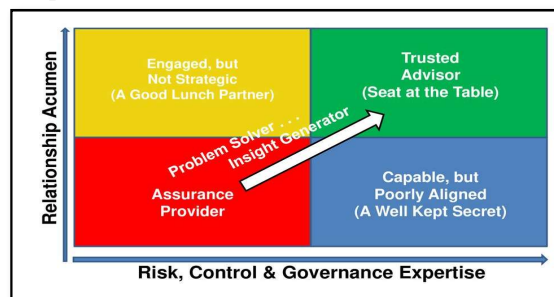 Relationship Acumen
Engaged, but
Not Strategic
(A Good Lunch Partner)
Trusted
Advisor
(Seat at the Table)
Problem Solver . . .
Insight Generator
Assurance
Provider
Capable, but
Poorly Aligned
(A Well Kept Secret)
Risk, Control & Governance Expertise